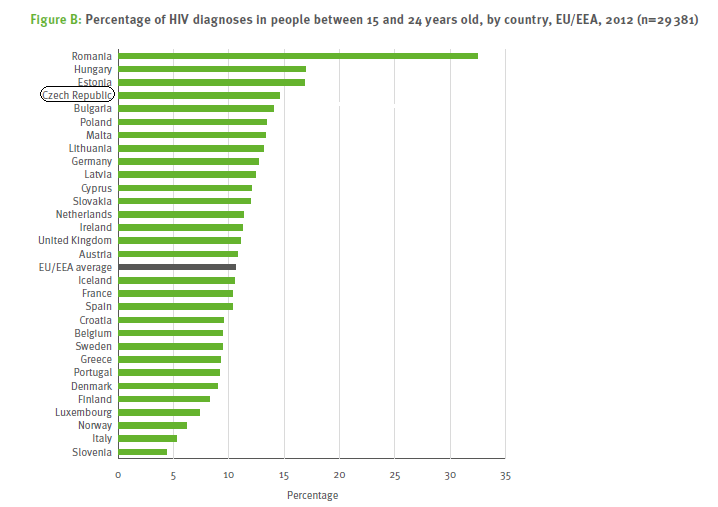 Figure B: Percentage of HIV diagnoses in people between 15 and 24 years old, by country, EU/EEA, 2012 (n=29 381)
Romania
Hungary
Estonia
Czech Republic
Bulgaria
Poland
Malta
Lithuania
Germany
Latvia
Cyprus
Slovakia
Netherlands
Ireland
United Kingdom
Austria
EU/EEA average
Iceland
France
Spain
Croatia
Belgium
Sweden
Greece
Portugal
Denmark
Finland
Luxembourg
Norway
Italy
Slovenia
0 5 10 15 20 25 30 35
Percentage